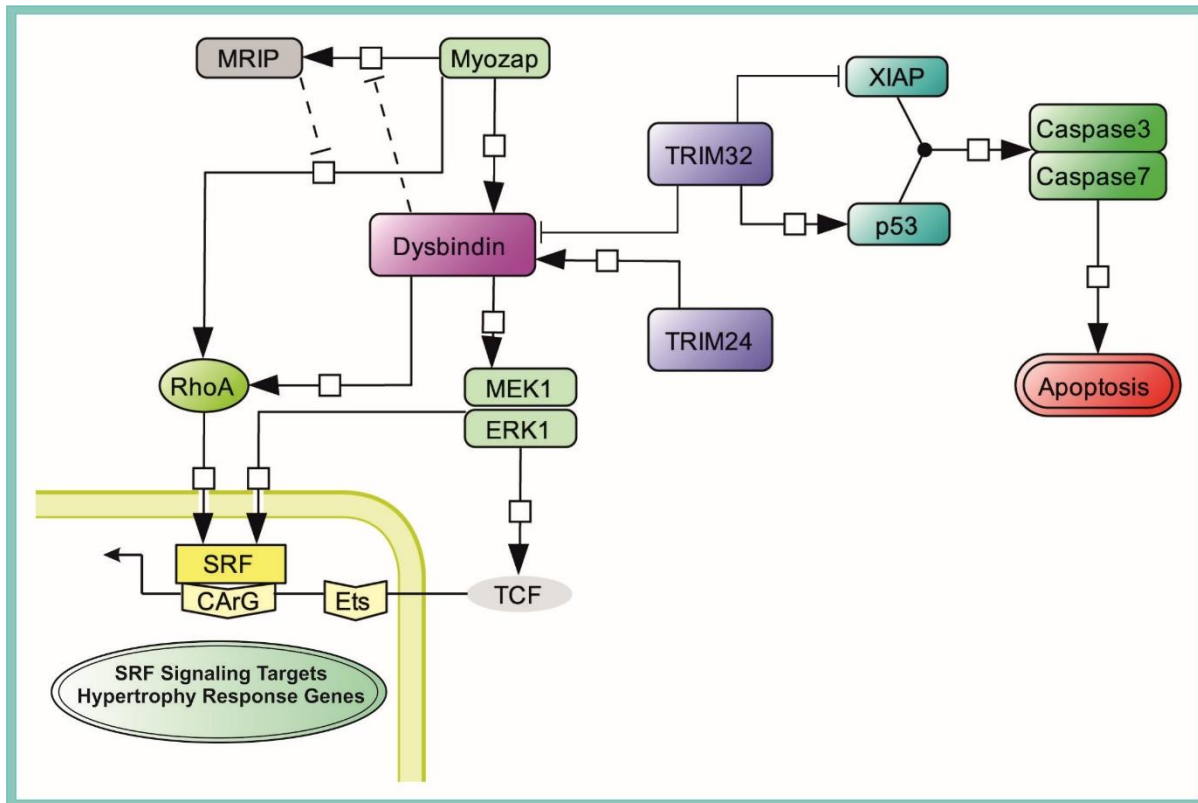 MRIP
Myozap
XIAP
TRIM32
Caspase3
Caspase7
p53
Dysbindin
TRIM24
RhoA
MEK1
Apoptosis
ERK1
SRF
CArG
Ets
TCF
SRF Signaling Targets
Hypertrophy Response Genes